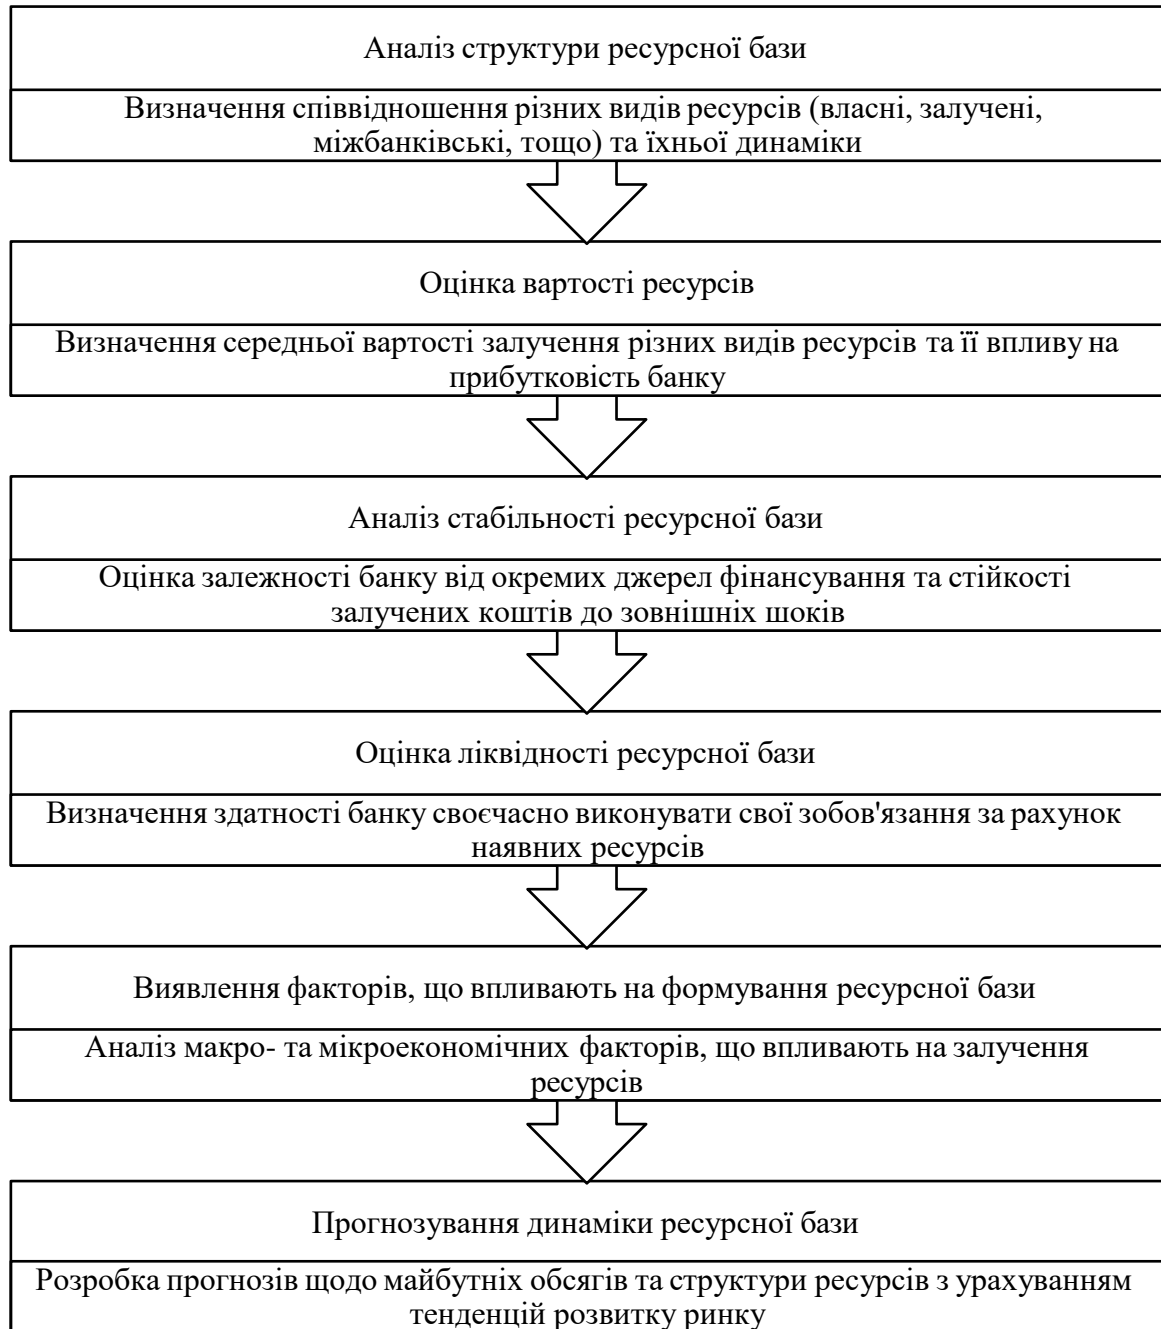 Аналіз структури ресурсної бази
Визначення співвідношення різних видів ресурсів (власні, залучені,
міжбанківські, тощо) та їхньої динаміки
Оцінка вартості ресурсів
Визначення середньої вартості залучення різних видів ресурсів та її впливу на
прибутковість банку
Аналіз стабільності ресурсної бази
Оцінка залежності банку від окремих джерел фінансування та стійкості
залучених коштів до зовнішніх шоків
Оцінка ліквідності ресурсної бази
Визначення здатності банку своєчасно виконувати свої зобов'язання за рахунок
наявних ресурсів
Виявлення факторів, що впливають на формування ресурсної бази
Аналіз макро- та мікроекономічних факторів, що впливають на залучення
ресурсів
Прогнозування динаміки ресурсної бази
Розробка прогнозів щодо майбутніх обсягів та структури ресурсів з урахуванням
тенденцій розвитку ринку